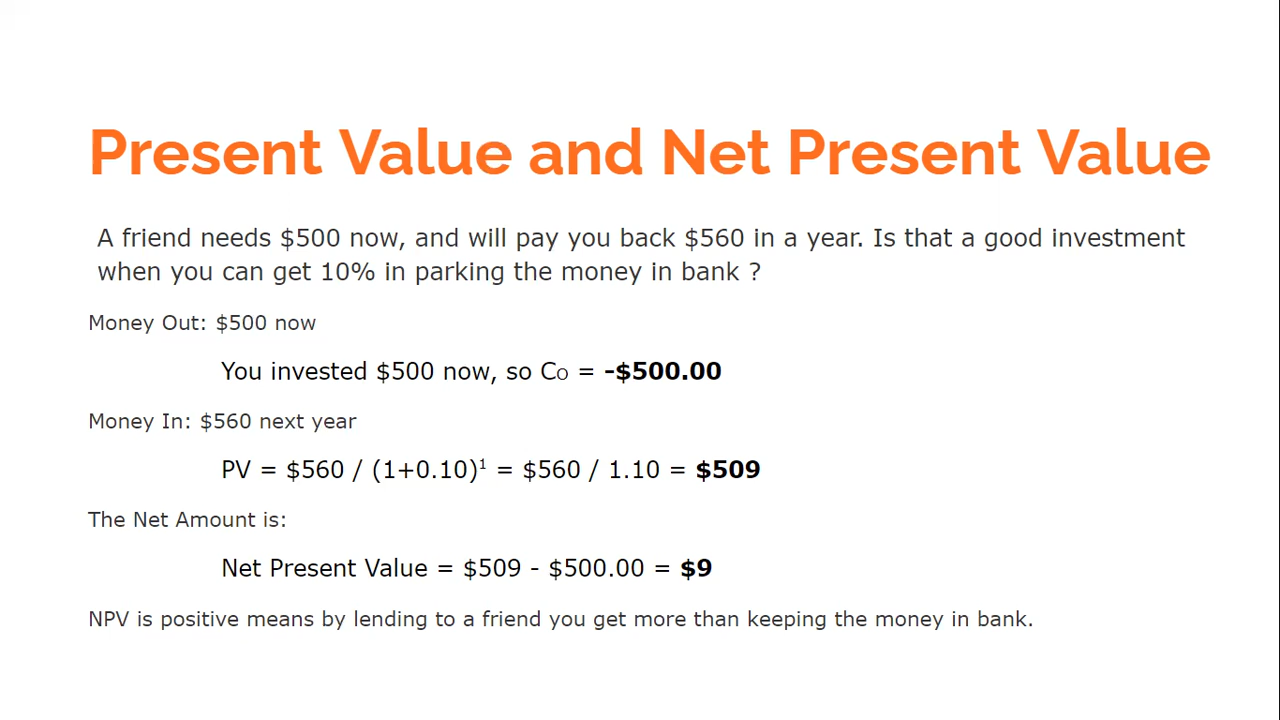 Present Value and Net Present Value
A friend needs $500 now, and will pay you back $560 in a year. Is that a good investment
when you can get 10% in parking the money in bank ?
Money Out: $500 now
You invested $500 now, so CO = -$500.00
Money In: $560 next year
PV = $560 / (1+0.10)¹ = $560 / 1.10 = $509
The Net Amount is:
Net Present Value = $509 - $500.00 = $9
NPV is positive means by lending to a friend you get more than keeping the money in bank.